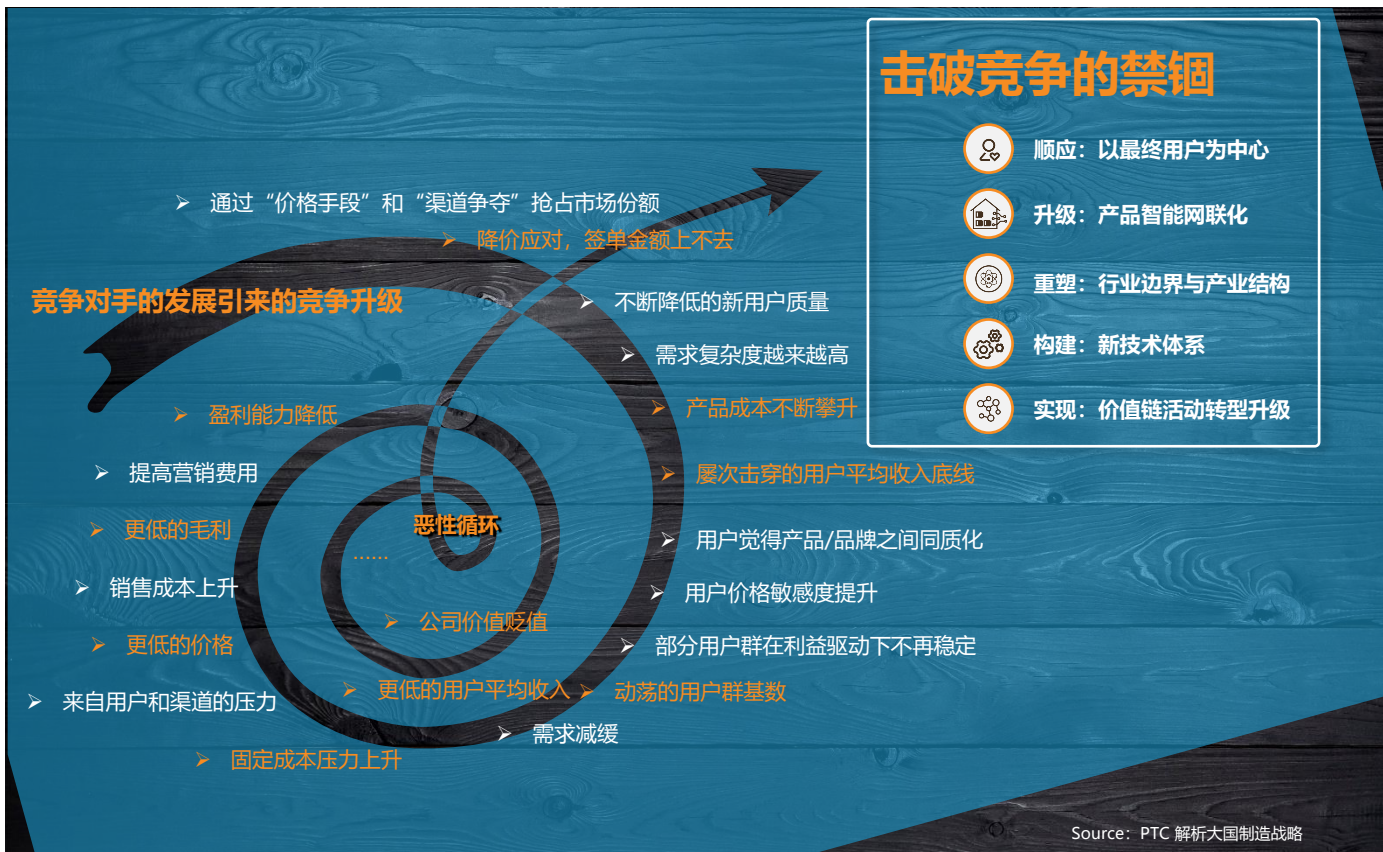 击破竞争的禁锢
顺应：以最终用户为中心
升级：产品智能网联化
重塑：行业边界与产业结构
构建：新技术体系
实现：价值链活动转型升级
通过“价格手段”和“渠道争夺”抢占市场份额
降价应对，签单金额上不去
竞争对手的发展引来的竞争升级
不断降低的新用户质量
需求复杂度越来越高
产品成本不断攀升
屡次击穿的用户平均收入底线
用户觉得产品/品牌之间同质化
用户价格敏感度提升
部分用户群在利益驱动下不再稳定
动荡的用户群基数
需求减缓
固定成本压力上升
来自用户和渠道的压力
更低的价格
销售成本上升
更低的毛利
提高营销费用
盈利能力降低
更低的用户平均收入
公司价值贬值
……
恶性循环
Source：PTC 解析大国制造战略